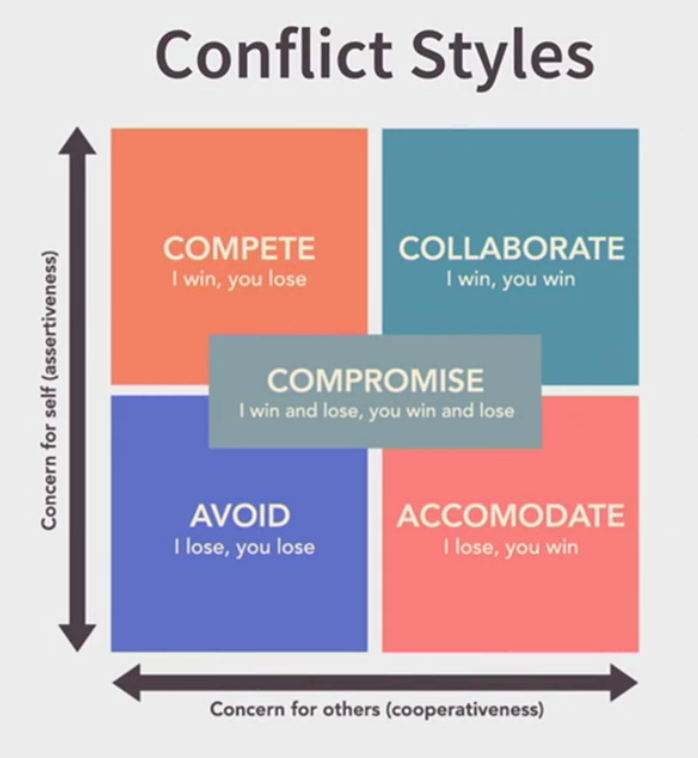 Conflict Styles
Concern for self (assertiveness)
COMPETE
I win, you lose
COLLABORATE
I win, you win
COMPROMISE
I win and lose, you win and lose
AVOID
I lose, you lose
ACCOMODATE
I lose, you win
Concern for others (cooperativeness)